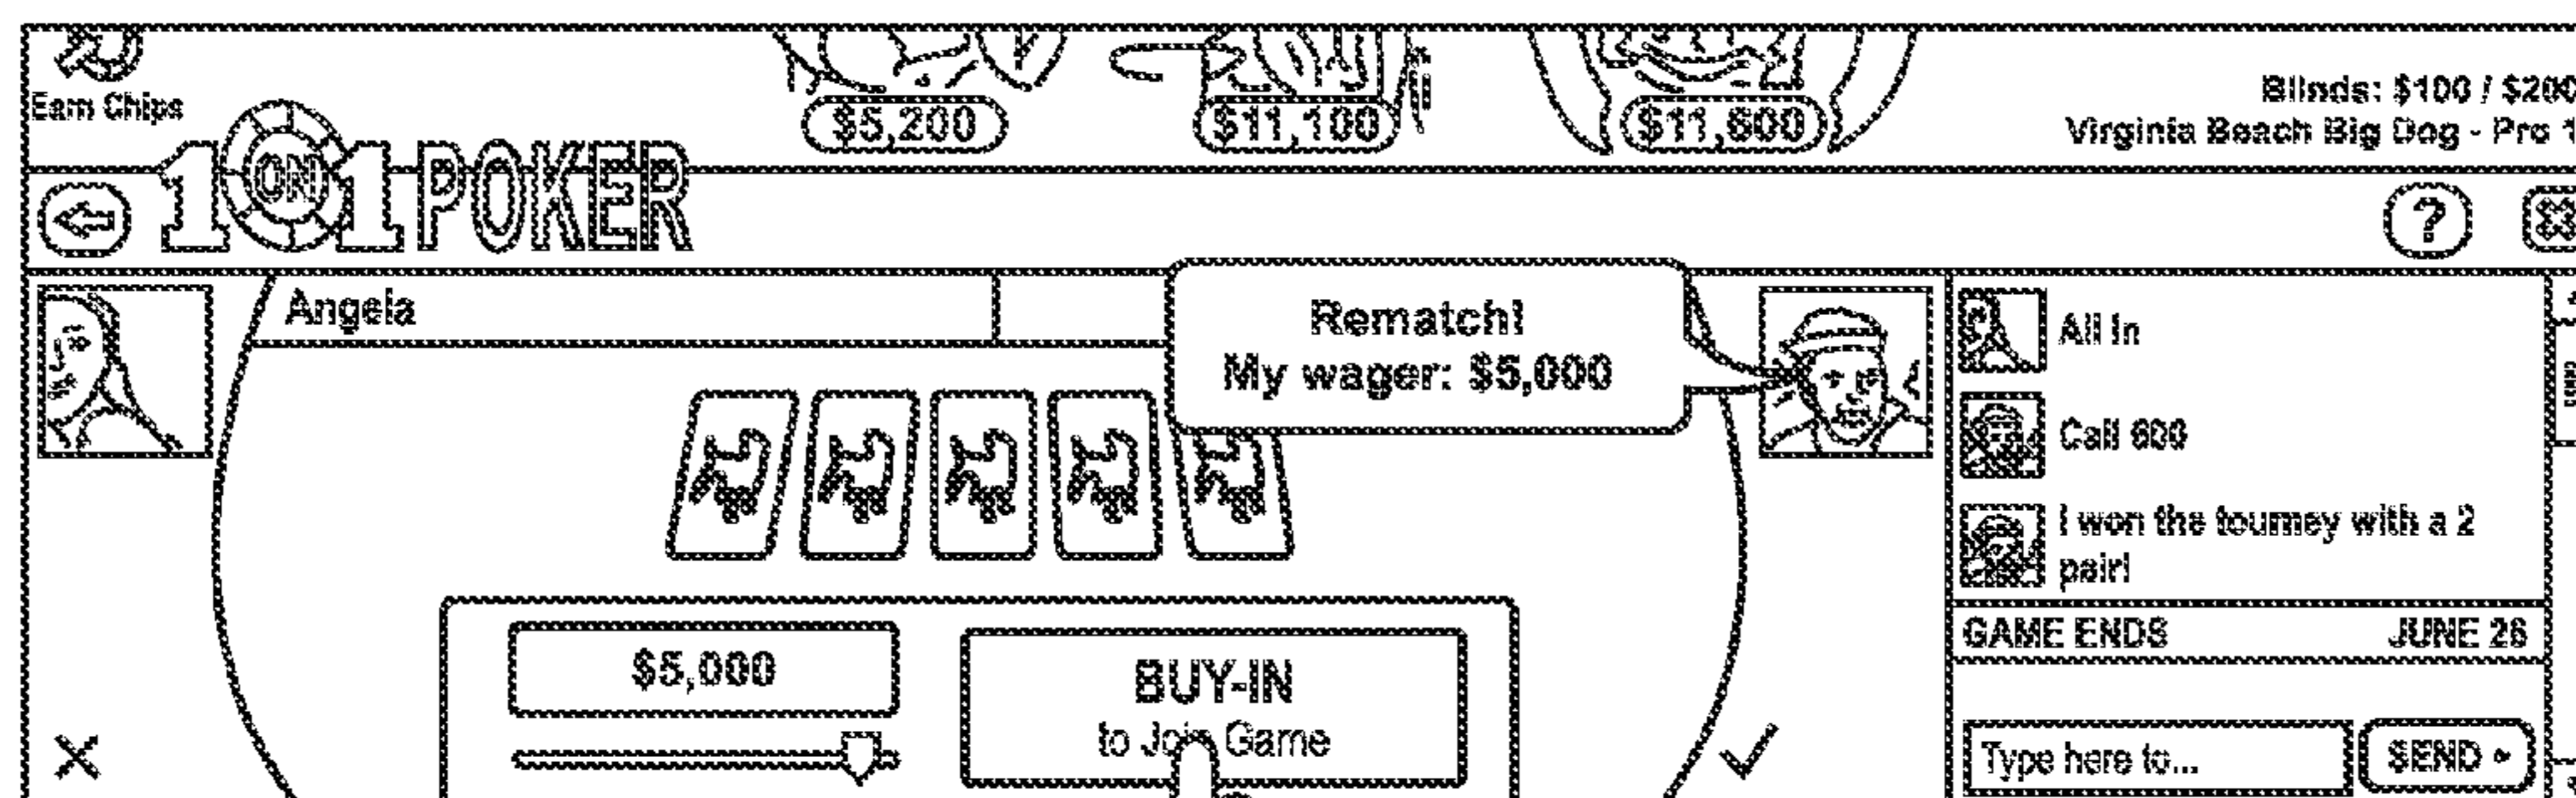 Earn Chips
$5,200
$11,100
$11,600
Blinds: $100 / $200
Virginia Beach Big Dog - Pro 1
1 ON 1 POKER
?
Angela
Rematch!
My wager: $5,000
All In
Call 600
I won the tourney with a 2
pair!
GAME ENDS JUNE 26
$5,000
BUY-IN
to Join Game
Type here to...
SEND